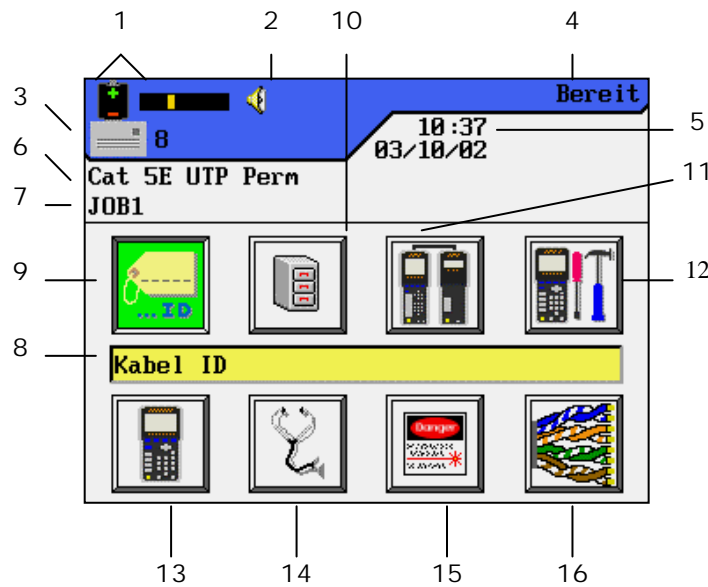 1 2 10 4
Bereit
3 8
10:37 5
03/10/02
6 Cat 5E UTP Perm 11
7 JOB1
9 ...ID 12
8 Kabel ID
Danger
13 14 15 16